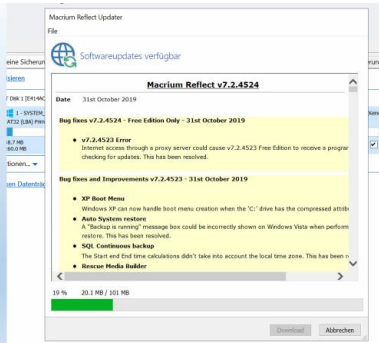 Macrium Reflect Updater
File
Softwareupdates verfügbar
Macrium Reflect v7.2.4524
Date 31st October 2019
Bug fixes v7.2.4524 - Free Edition Only - 31st October 2019
• v7.2.4523 Error
Internet access through a proxy server could cause v7.2.4523 Free Edition to receive a progran
checking for updates. This has been resolved.
Bug fixes and Improvements v7.2.4523 - 31st October 2019
• XP Boot Menu
Windows XP can now handle boot menu creation when the 'C:' drive has the compressed attrib
• Auto System restore
A "Backup is running" message box could be incorrectly shown on Windows Vista when perform
restore. This has been resolved.
• SQL Continuous backup
The Start end End time calculations didn't take into account the local time zone. This has been r
• Rescue Media Builder
19 % 20.1 MB / 101 MB
Download Abbrechen
eine Sicherun
isieren
Disk 1 [E414AC
1 - SYSTEM_
AT32 (LBA) Prim
8.7 MB
60.0 MB
tionen...
en Datenträg
erun